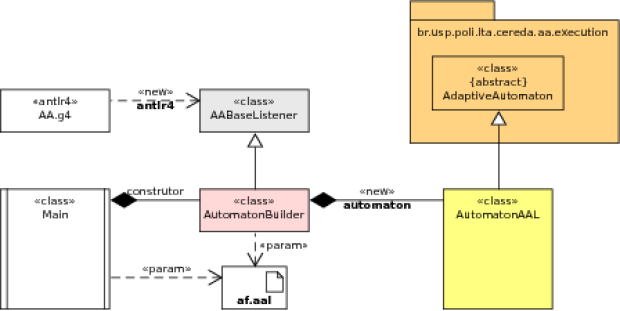 br.usp.poli.lta.cereda.aa.execution
«class»
{abstract}
AdaptiveAutomaton
«antlr4»
AA.g4
«new»
antlr4
«class»
AABaseListener
«class»
Main
construtor
«class»
AutomatonBuilder
«new»
automaton
«class»
AutomatonAAL
«param»
«param»
af.aal